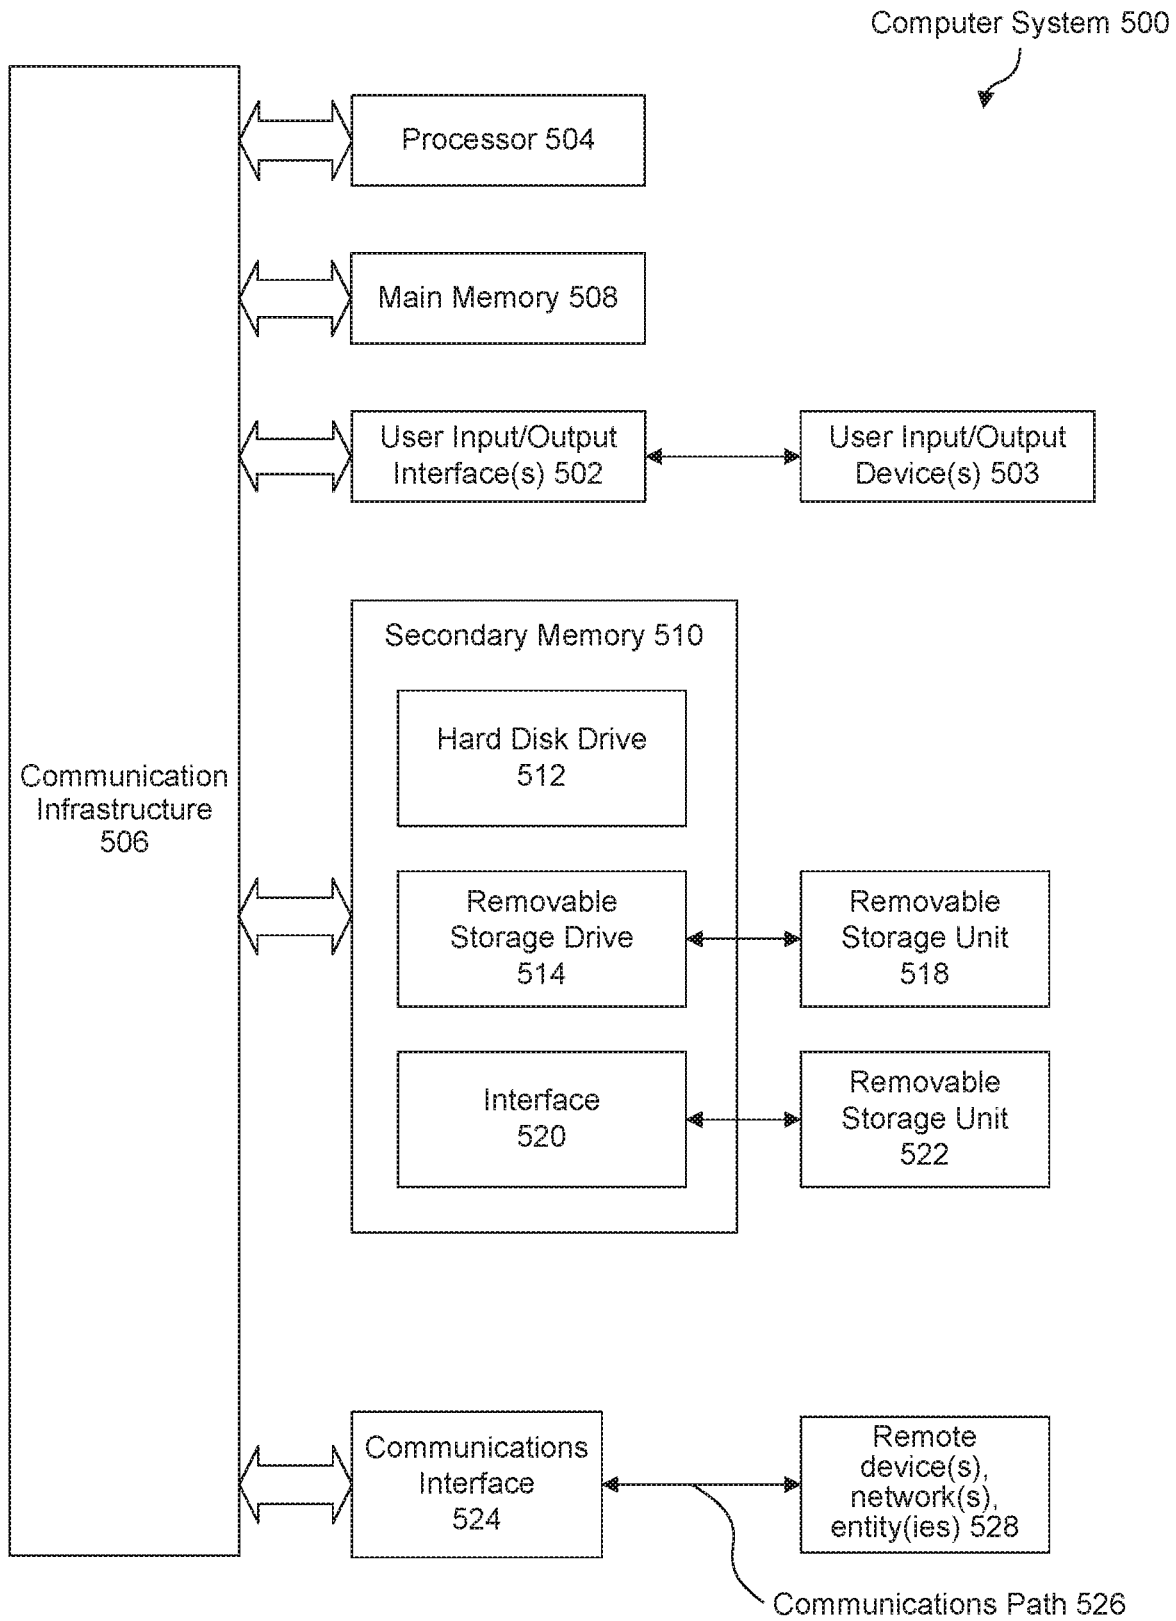 Computer System 500
Processor 504
Main Memory 508
User Input/Output
Interface(s) 502
User Input/Output
Device(s) 503
Secondary Memory 510
Hard Disk Drive
512
Communication
Infrastructure
506
Removable
Storage Drive
514
Removable
Storage Unit
518
Interface
520
Removable
Storage Unit
522
Communications
Interface
524
Remote
device(s),
network(s),
entity(ies) 528
Communications Path 526